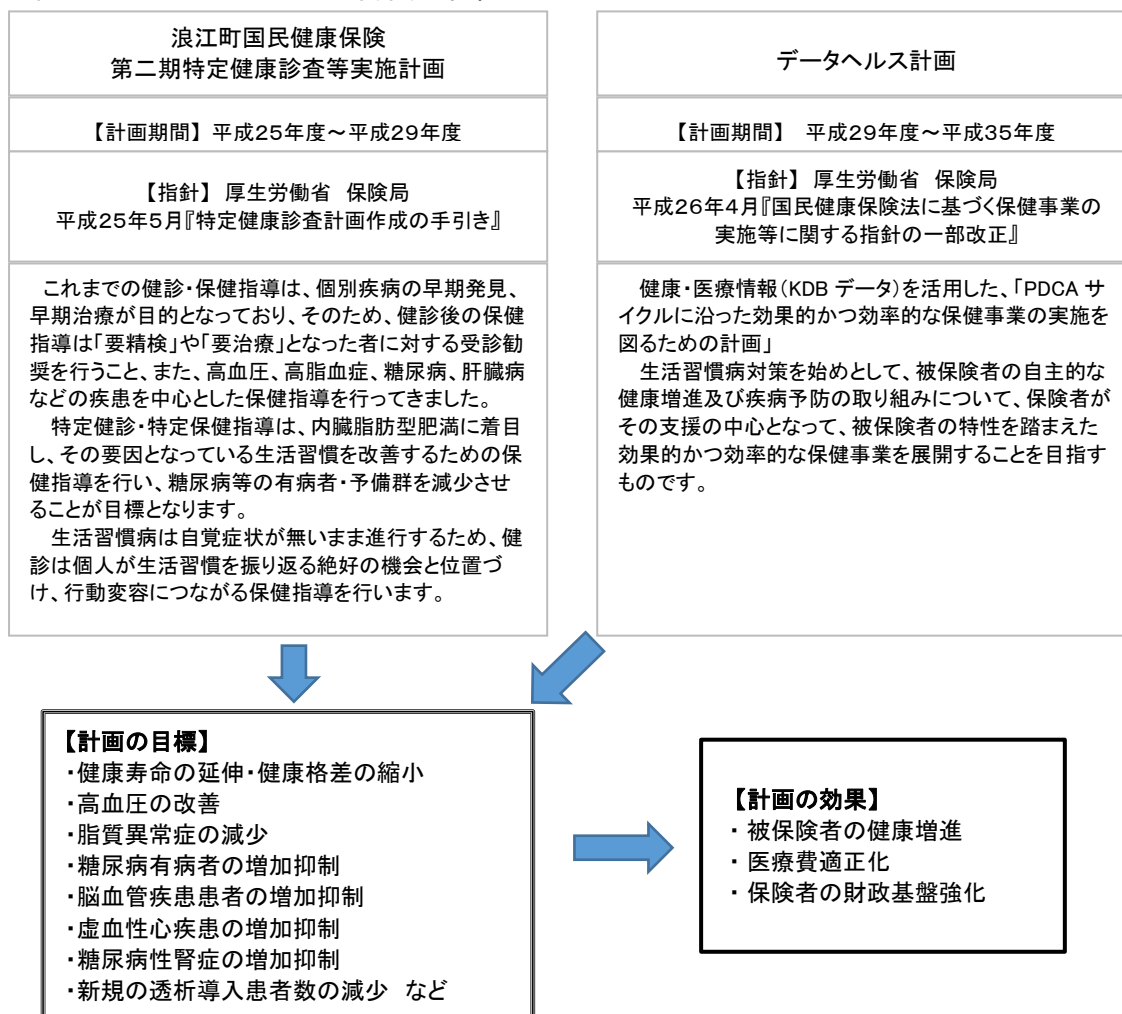 浪江町国民健康保険
第二期特定健康診査等実施計画
【計画期間】 平成25年度～平成29年度
【指針】 厚生労働省 保険局
平成25年5月『特定健康診査計画作成の手引き』
これまでの健診・保健指導は、個別疾病の早期発見、
早期治療が目的となっており、そのため、健診後の保健
指導は「要精検」や「要治療」となった者に対する受診勧
奨を行うこと、また、高血圧、高脂血症、糖尿病、肝臓病
などの疾患を中心とした保健指導を行ってきました。
特定健診・特定保健指導は、内臓脂肪型肥満に着目
し、その要因となっている生活習慣を改善するための保
健指導を行い、糖尿病等の有病者・予備群を減少させ
ることが目標となります。
生活習慣病は自覚症状が無いまま進行するため、健
診は個人が生活習慣を振り返る絶好の機会と位置づ
け、行動変容につながる保健指導を行います。
データヘルス計画
【計画期間】 平成29年度～平成35年度
【指針】 厚生労働省 保険局
平成26年4月『国民健康保険法に基づく保健事業の
実施等に関する指針の一部改正』
健康・医療情報（KDB データ）を活用した、「PDCA サ
イクルに沿った効果的かつ効率的な保健事業の実施を
図るための計画」
生活習慣病対策を始めとして、被保険者の自主的な
健康増進及び疾病予防の取り組みについて、保険者が
その支援の中心となって、被保険者の特性を踏まえた
効果的かつ効率的な保健事業を展開することを目指す
ものです。
【計画の目標】
・健康寿命の延伸・健康格差の縮小
・高血圧の改善
・脂質異常症の減少
・糖尿病有病者の増加抑制
・脳血管疾患患者の増加抑制
・虚血性心疾患の増加抑制
・糖尿病性腎症の増加抑制
・新規の透析導入患者数の減少 など
【計画の効果】
・ 被保険者の健康増進
・ 医療費適正化
・ 保険者の財政基盤強化